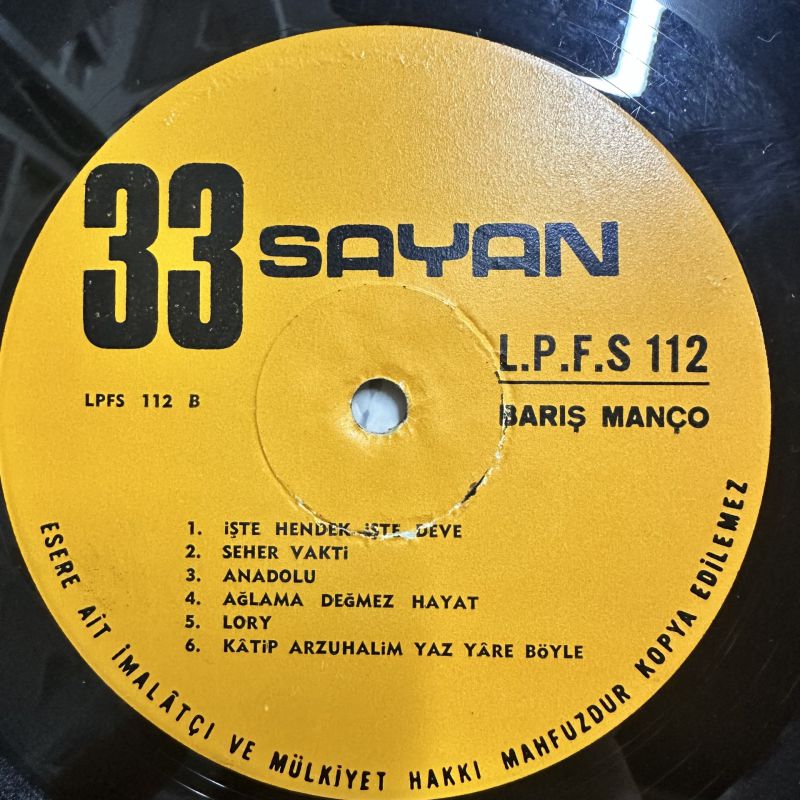 33 SAYAN
L.P.F.S 112
BARIŞ MANÇO
LPFS 112 B
1. İŞTE HENDEK İŞTE DEVE
2. SEHER VAKTİ
3. ANADOLU
4. AĞLAMA DEĞMEZ HAYAT
5. LORY
6. KÂTİP ARZUHALİM YAZ YÂRE BÖYLE
ESERE AİT İMALÂTÇI VE MÜLKİYET HAKKI MAHFUZDUR KOPYA EDİLEMEZ